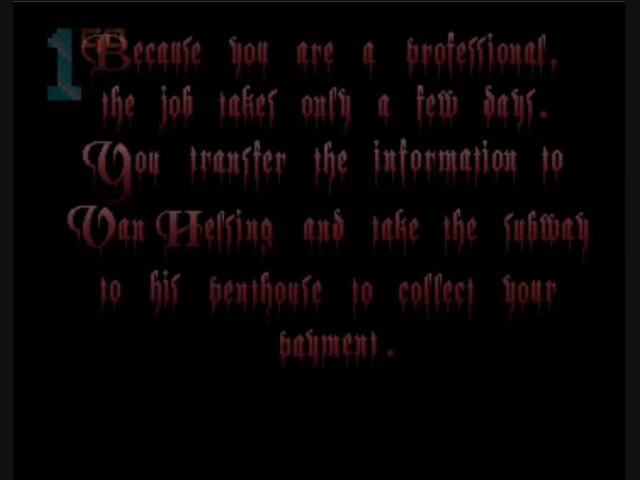 Because you are a professional,
the job takes only a few days.
You transfer the information to
Van Helsing and take the subway
to his penthouse to collect your
payment.